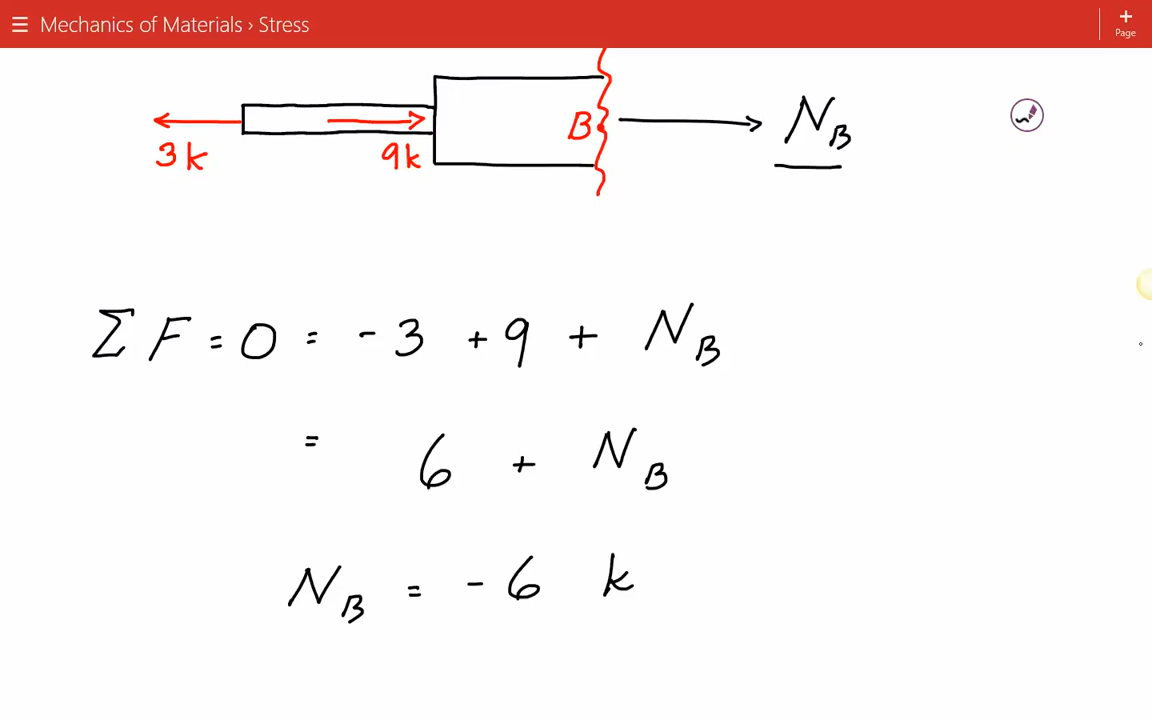 ☰ Mechanics of Materials › Stress
+
Page
3k 9k B N_B
ΣF = 0 = -3 + 9 + N_B
= 6 + N_B
N_B = -6 k